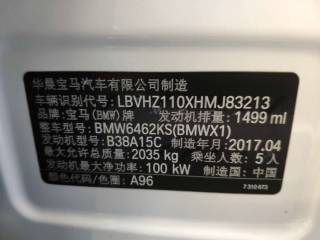 华晨宝马汽车有限公司制造
车辆识别代号: LBVHZ110XHMJ83213
品牌: 宝马(BMW)牌 发动机排量: 1499 ml
整车型号: BMW6462KS(BMWX1)
发动机型号: B38A15C 制造年月: 2017.04
最大允许总质量: 2035 kg 乘坐人数: 5 人
发动机最大净功率: 100 kW 制造国: 中国
颜色代码/色圈: A96
7 310 673